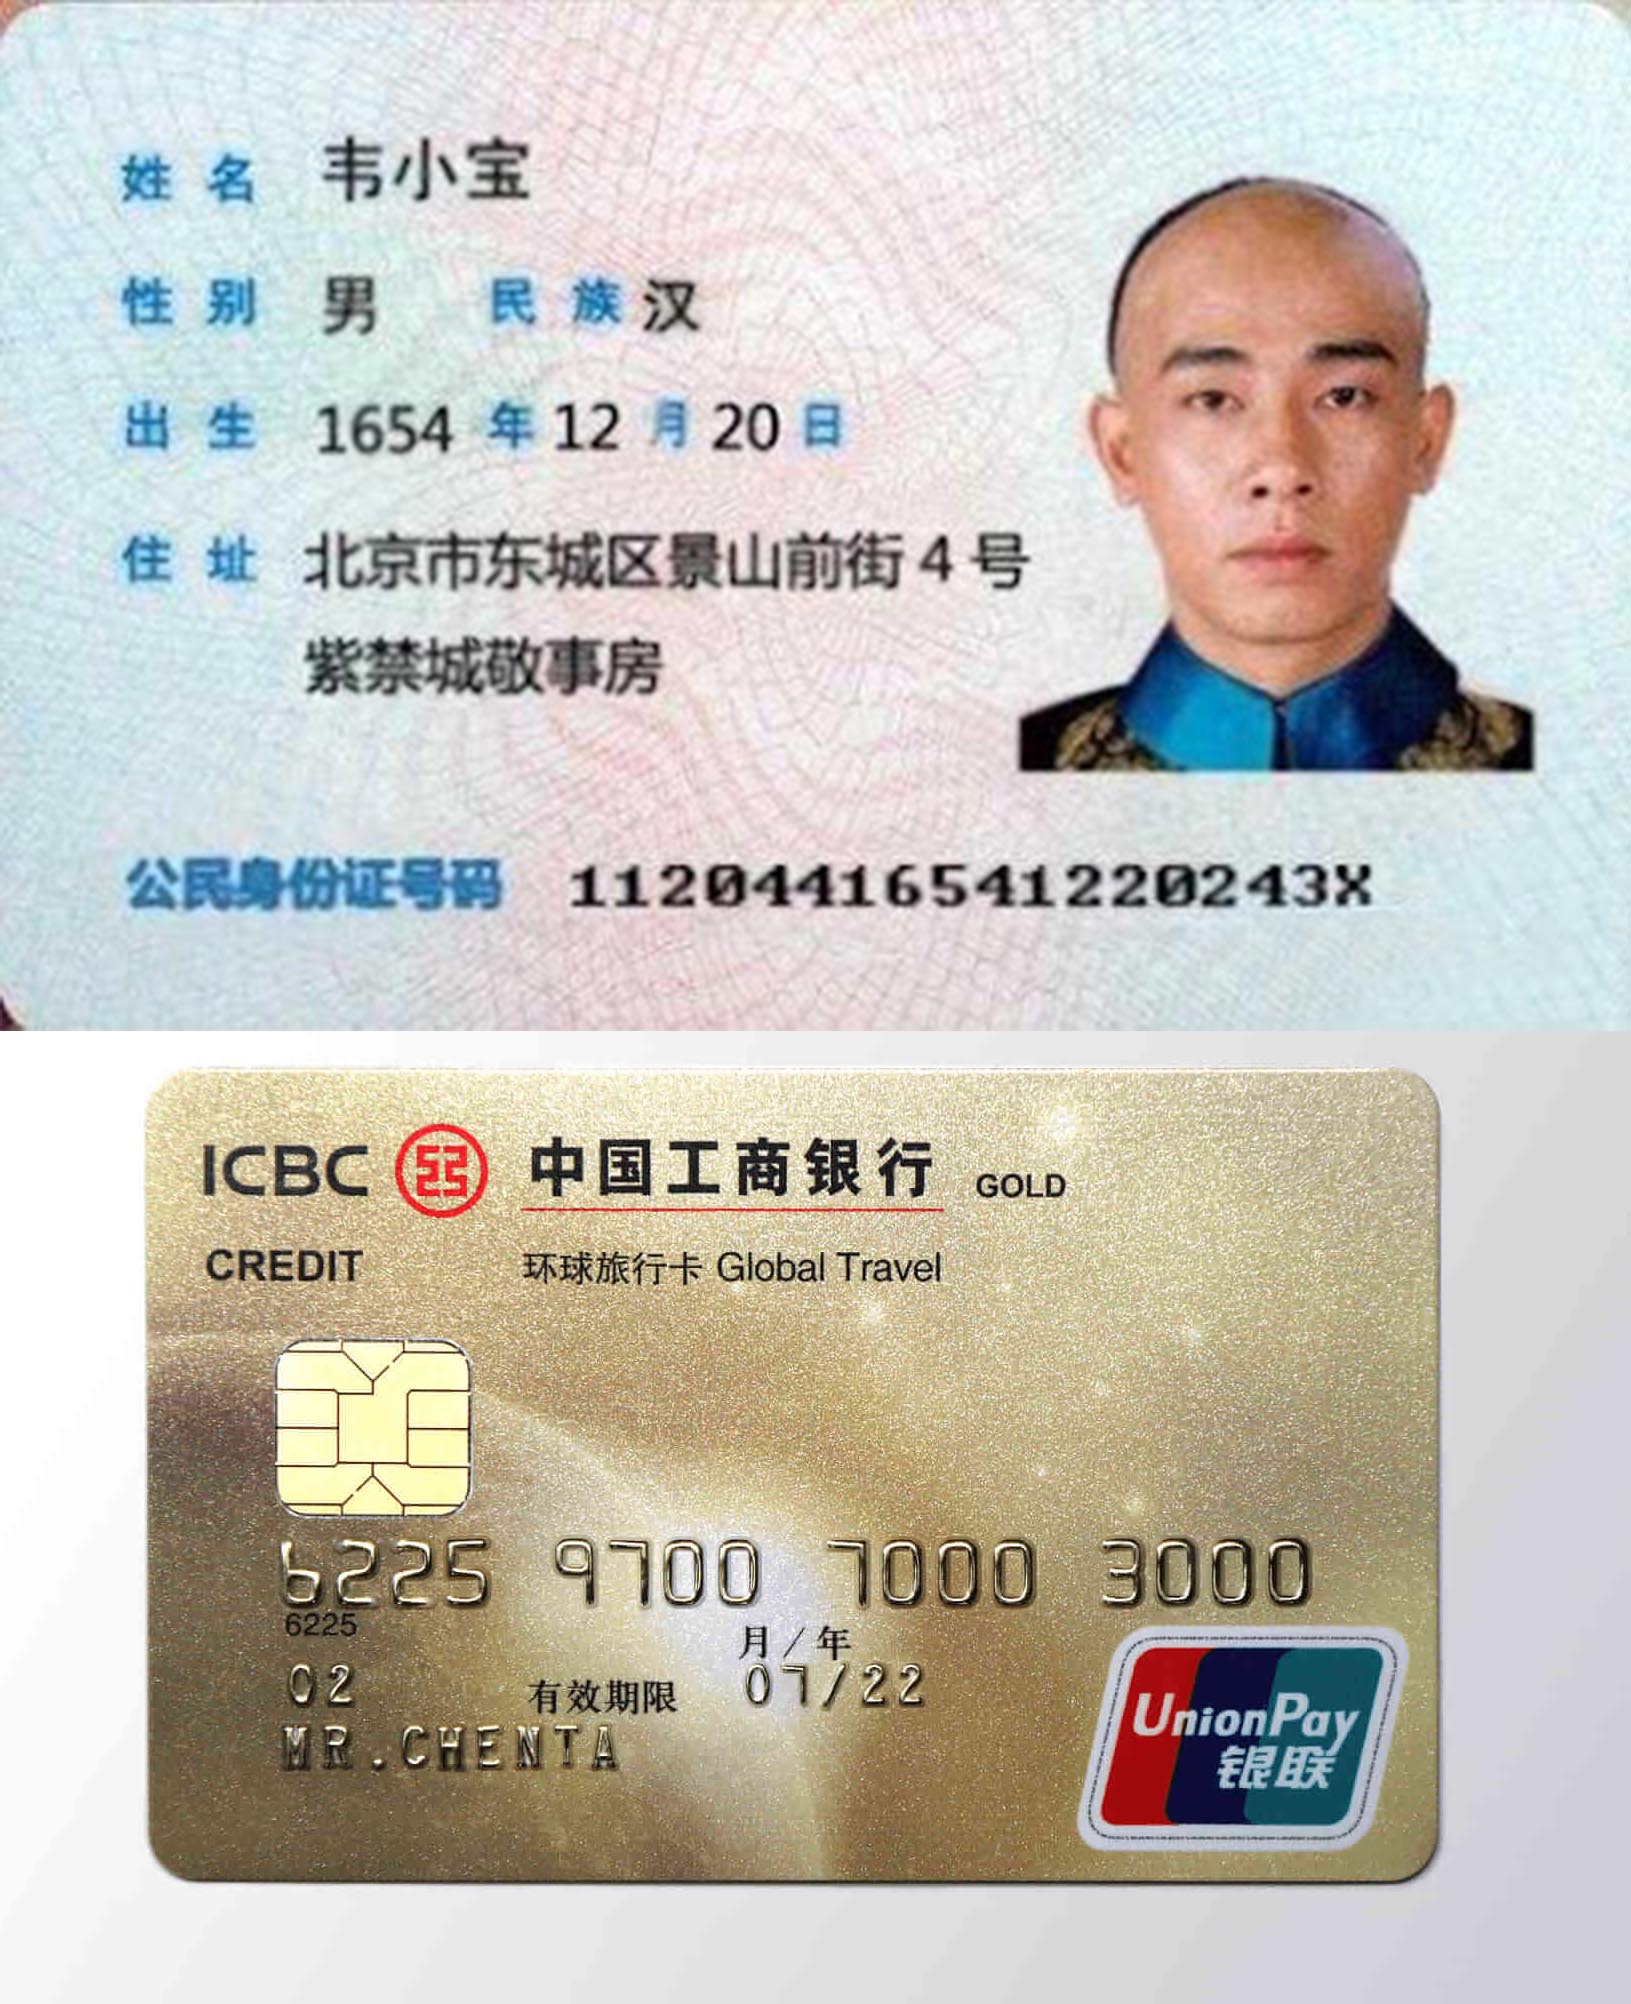 姓名 韦小宝
性别 男 民族 汉
出生 1654 年 12 月 20 日
住址 北京市东城区景山前街 4 号
紫禁城敬事房
公民身份证号码 11204416541220243X
ICBC 中国工商银行 GOLD
CREDIT 环球旅行卡 Global Travel
6225 9700 7000 3000
6225
月/年
02 有效期限 07/22
MR.CHENTA
UnionPay
银联